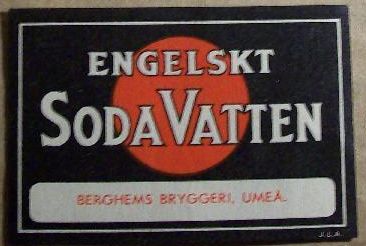 ENGELSKT
SODAVATTEN
BERGHEMS BRYGGERI, UMEÅ.